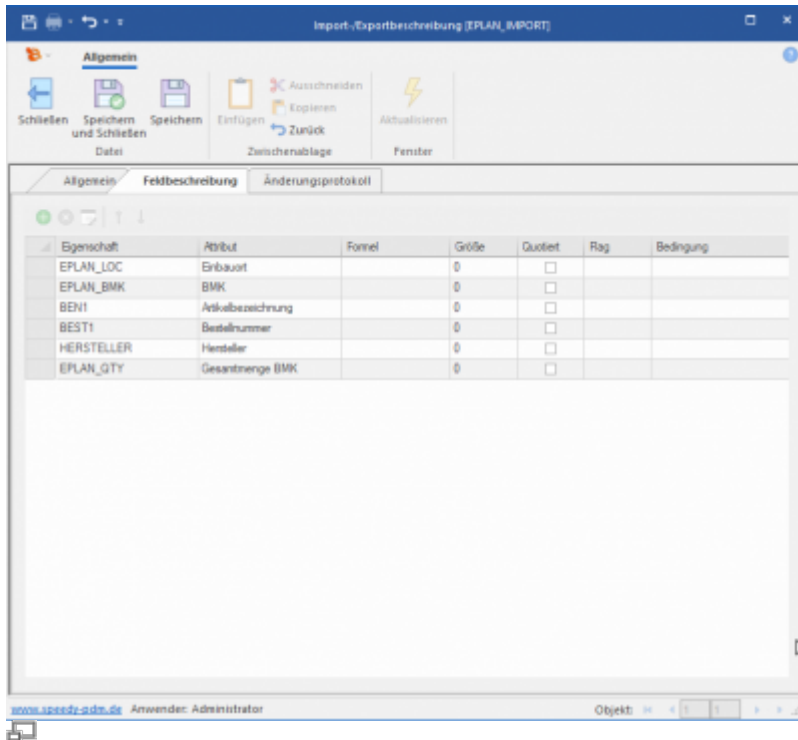 Import-/Exportbeschreibung [EPLAN_IMPORT]
Allgemein
Schließen
Speichern und Schließen
Speichern
Einfügen
Ausschneiden
Kopieren
Zurück
Aktualisieren
Datei
Zwischenablage
Fenster
Allgemein Feldbeschreibung Änderungsprotokoll
Eigenschaft Attribut Formel Größe Quotiert Flag Bedingung
EPLAN_LOC Einbauort 0
EPLAN_BMK BMK 0
BEN1 Artikelbezeichnung 0
BEST1 Bestellnummer 0
HERSTELLER Hersteller 0
EPLAN_QTY Gesamtmenge BMK 0
www.speedy-pdm.de Anwender: Administrator Objekt: 1 1